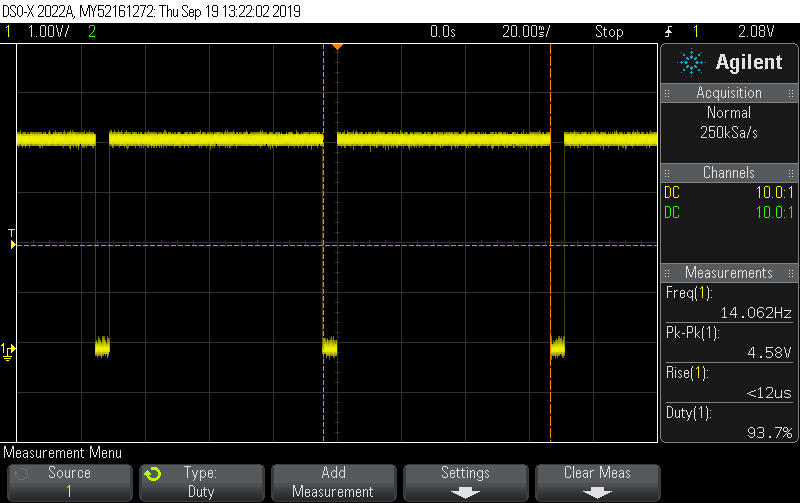 DSO-X 2022A, MY52161272: Thu Sep 19 13:22:02 2019
1 1.00V/ 2 0.0s 20.00ms/ Stop 1 2.08V
Agilent
Acquisition
Normal
250kSa/s
Channels
DC 10.0:1
DC 10.0:1
T
1
Measurements
Freq(1):
14.062Hz
Pk-Pk(1):
4.58V
Rise(1):
<12us
Duty(1):
93.7%
Measurement Menu
Source
1
Type:
Duty
Add
Measurement
Settings
Clear Meas